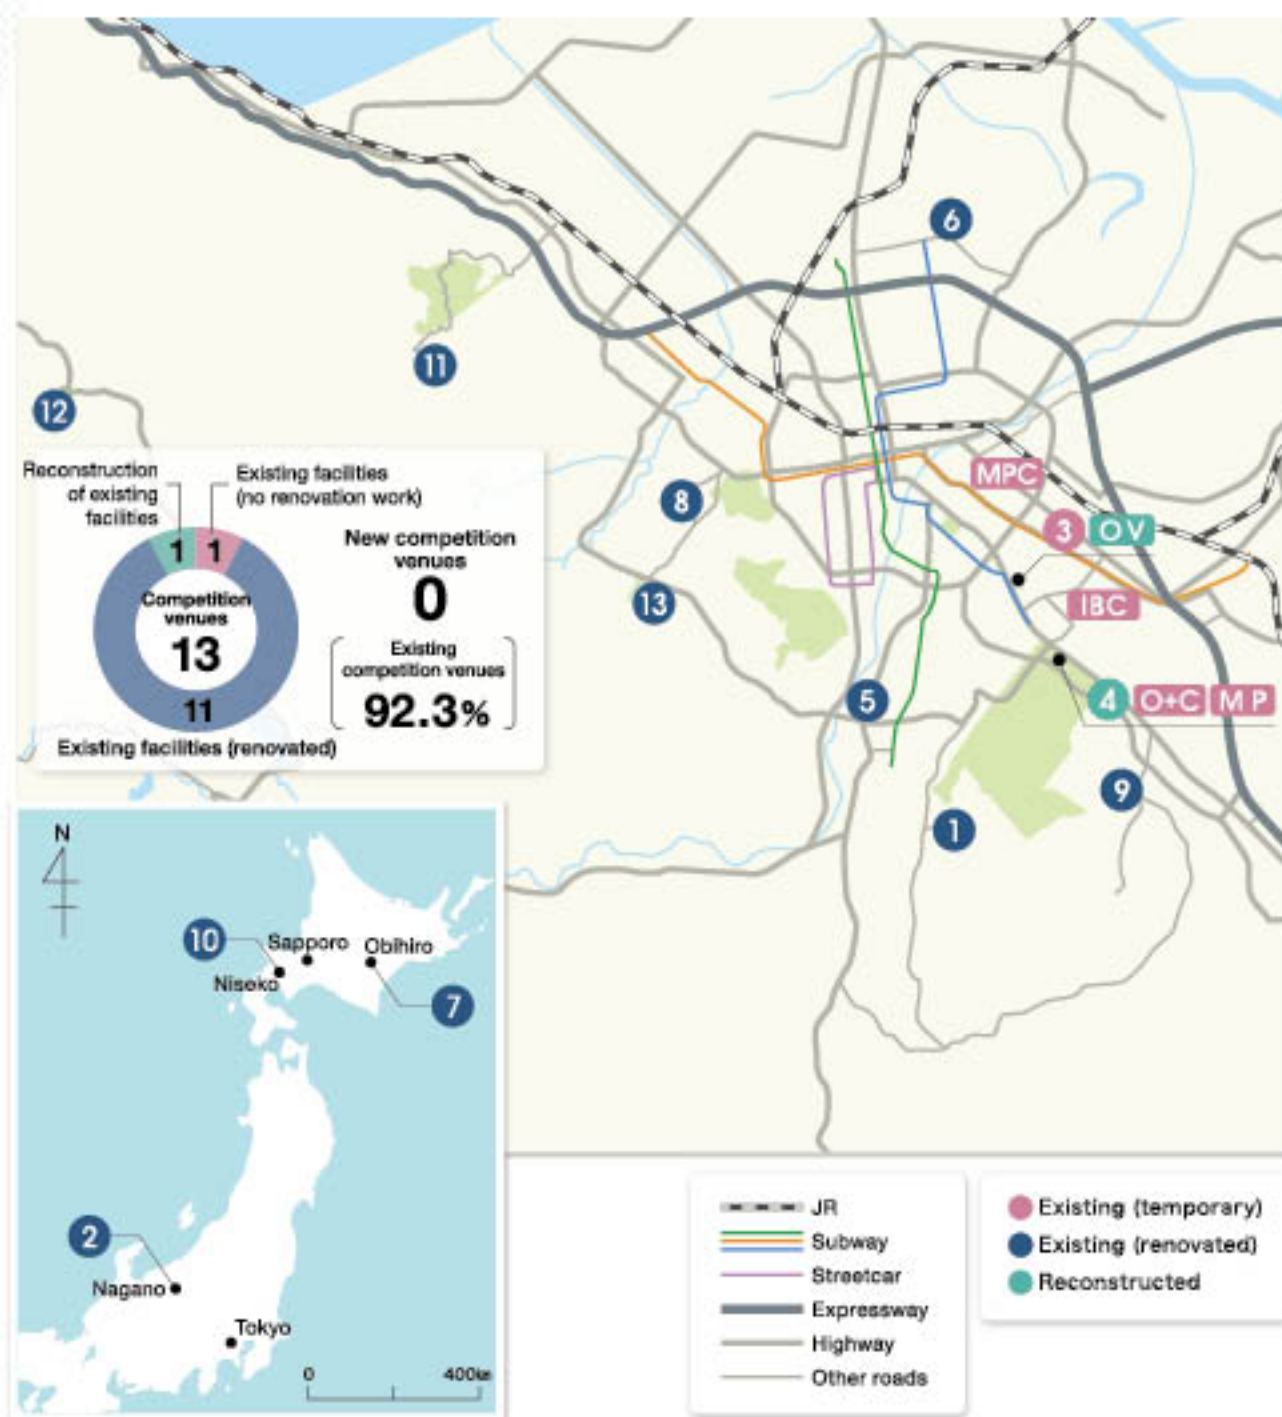 6
11
12
MPC
8
3 OV
13
IBC
5
4 O+C MP
9
1
Reconstruction
of existing
facilities
Existing facilities
(no renovation work)
1
1
Competition
venues
13
11
Existing facilities (renovated)
New competition
venues
0
Existing
competition venues
92.3%
N
10
Sapporo
Obihiro
Niseko
7
2
Nagano
Tokyo
0
400km
JR
Subway
Streetcar
Expressway
Highway
Other roads
Existing (temporary)
Existing (renovated)
Reconstructed